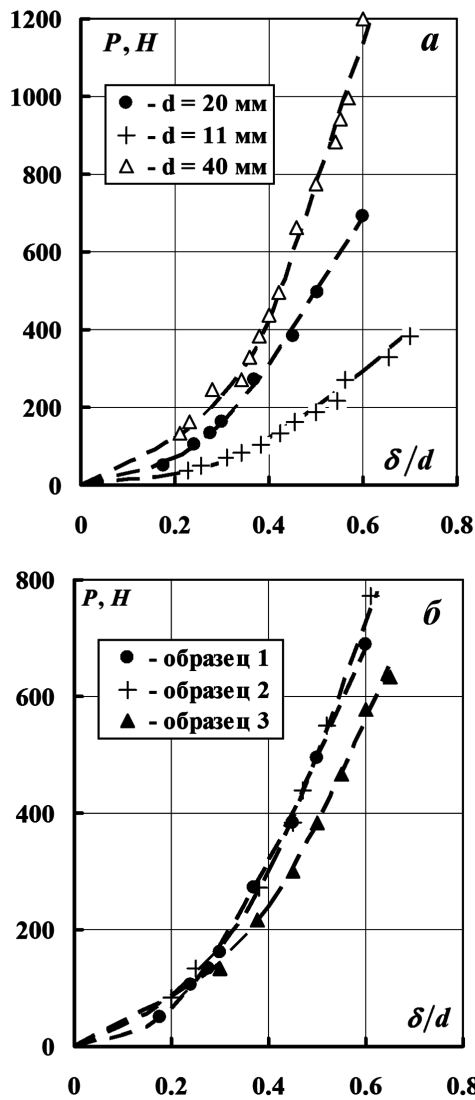 P, H
а
1200
1000
800
600
400
200
0
- d = 20 мм
- d = 11 мм
- d = 40 мм
δ/d
0 0.2 0.4 0.6 0.8
P, H
б
800
600
400
200
0
- образец 1
- образец 2
- образец 3
δ/d
0 0.2 0.4 0.6 0.8